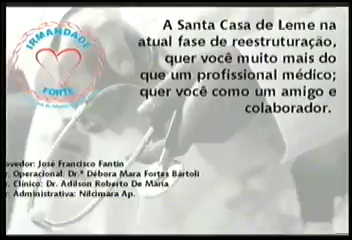 IRMANDADE
FORTE
A Santa Casa de Leme na
atual fase de reestruturação,
quer você muito mais do
que um profissional médico;
quer você como um amigo e
colaborador.
ovedor: José Francisco Fantin
r. Operacional: Dr.ª Débora Mara Fortes Bartoli
r. Clínico: Dr. Adilson Roberto De Maria
r. Administrativa: Nilcimara Ap.